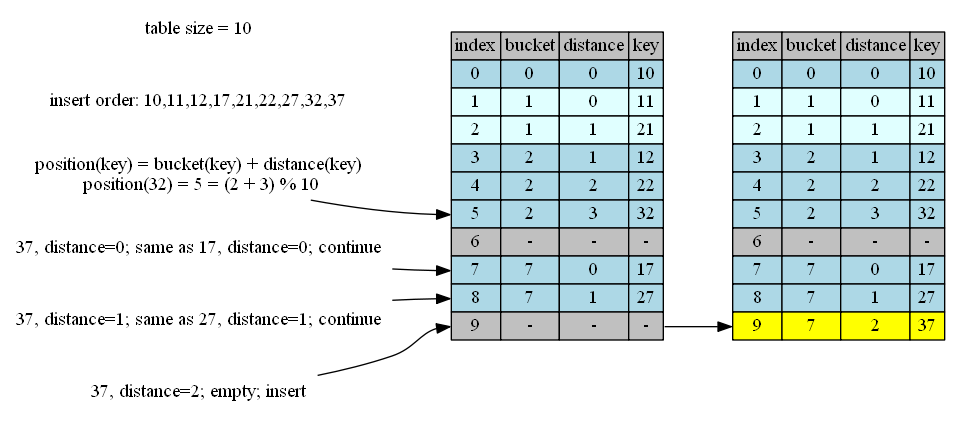 table size = 10
insert order: 10,11,12,17,21,22,27,32,37
position(key) = bucket(key) + distance(key)
position(32) = 5 = (2 + 3) % 10
37, distance=0; same as 17, distance=0; continue
37, distance=1; same as 27, distance=1; continue
37, distance=2; empty; insert
index bucket distance key
0 0 0 10
1 1 0 11
2 1 1 21
3 2 1 12
4 2 2 22
5 2 3 32
6 - - -
7 7 0 17
8 7 1 27
9 - - -
index bucket distance key
0 0 0 10
1 1 0 11
2 1 1 21
3 2 1 12
4 2 2 22
5 2 3 32
6 - - -
7 7 0 17
8 7 1 27
9 7 2 37